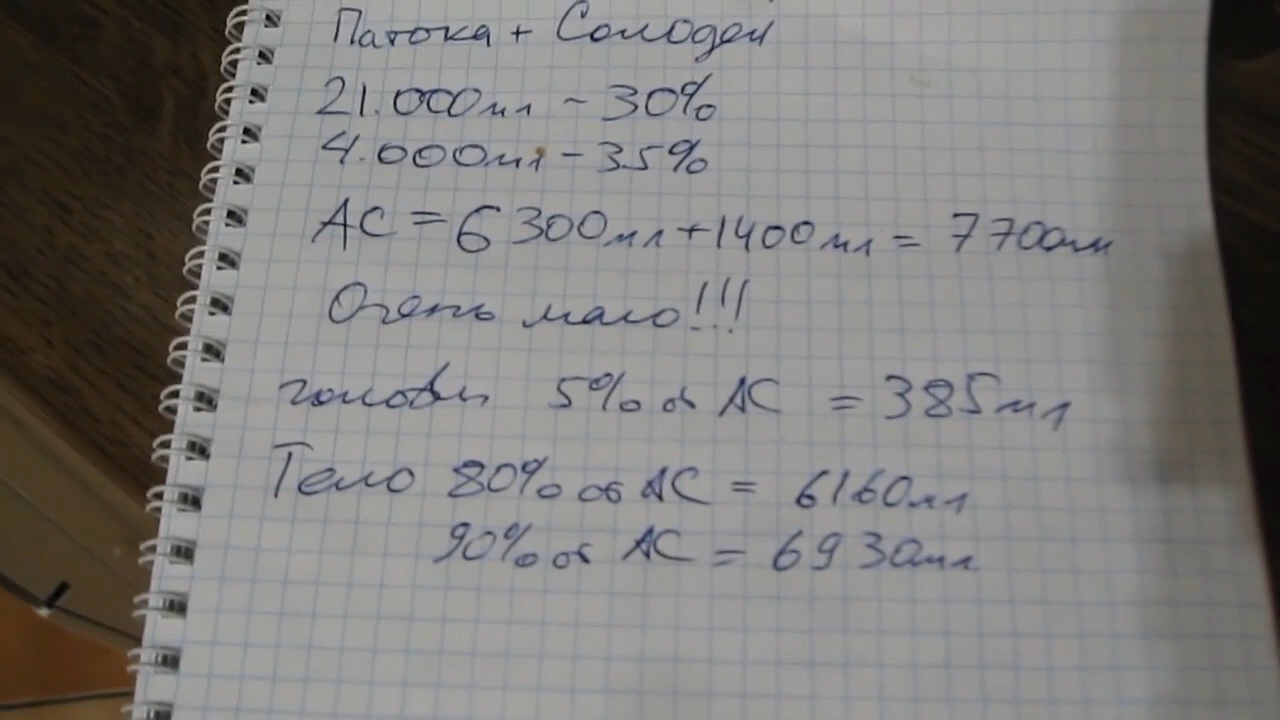 Патока + Солодея
21.000мл - 30%
4.000мл - 35%
АС = 6300мл + 1400мл = 7700мл
Очень мало!!!
головы 5% от АС = 385мл
Тело 80% от АС = 6160мл
90% от АС = 6930мл